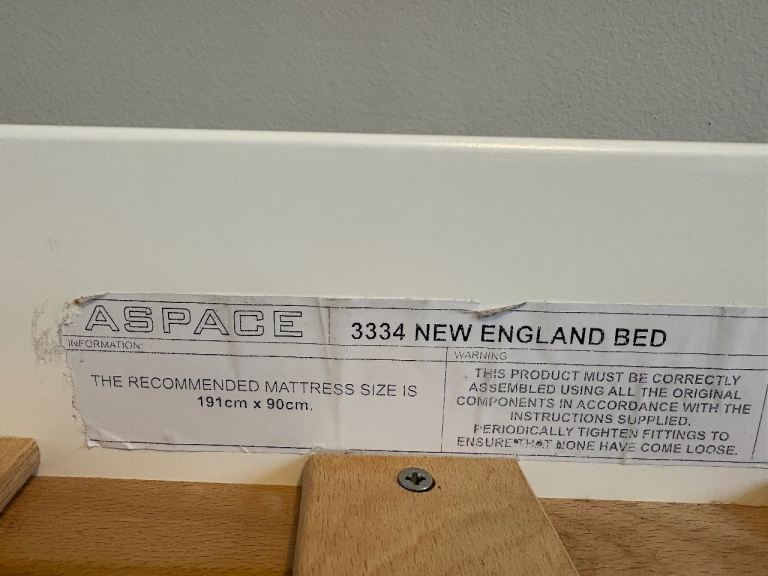 ASPACE
3334 NEW ENGLAND BED
INFORMATION:
THE RECOMMENDED MATTRESS SIZE IS
191cm x 90cm.
WARNING
THIS PRODUCT MUST BE CORRECTLY
ASSEMBLED USING ALL THE ORIGINAL
COMPONENTS IN ACCORDANCE WITH THE
INSTRUCTIONS SUPPLIED.
PERIODICALLY TIGHTEN FITTINGS TO
ENSURE THAT NONE HAVE COME LOOSE.